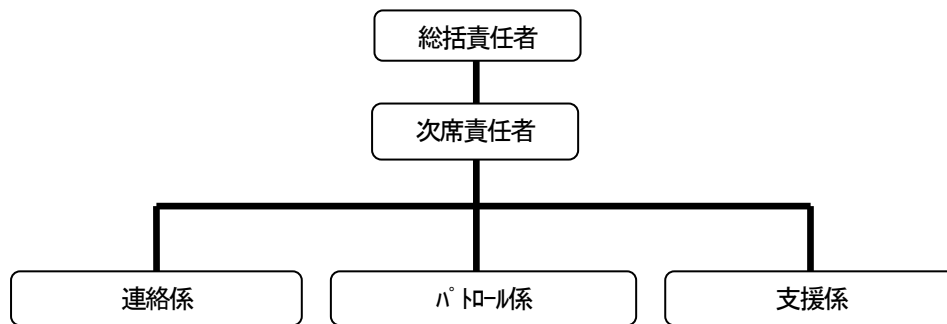 総括責任者
次席責任者
連絡係
ﾊﾟﾄﾛｰﾙ係
支援係